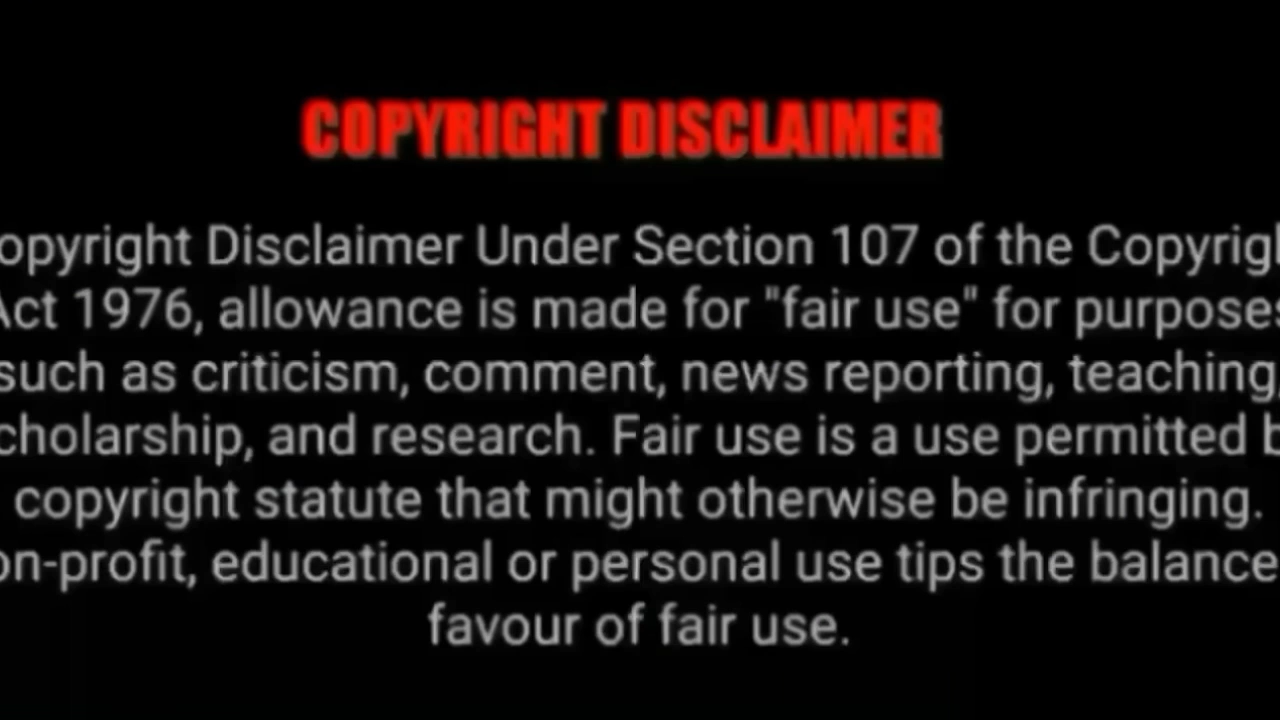 COPYRIGHT DISCLAIMER
opyright Disclaimer Under Section 107 of the Copyrigh
Act 1976, allowance is made for "fair use" for purposes
such as criticism, comment, news reporting, teaching,
cholarship, and research. Fair use is a use permitted b
copyright statute that might otherwise be infringing.
on-profit, educational or personal use tips the balance
favour of fair use.